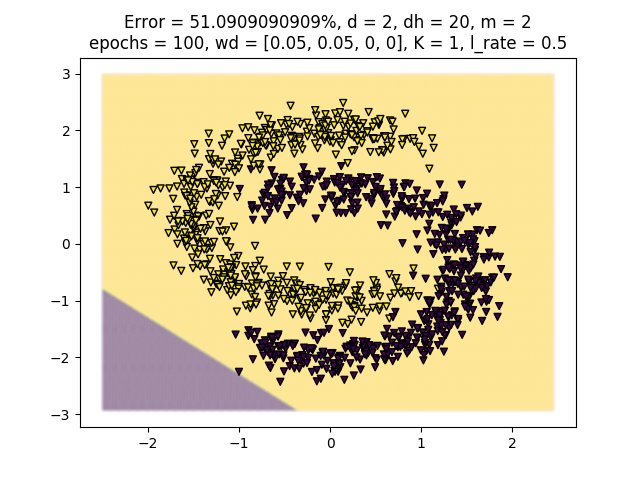 Error = 51.0909090909%, d = 2, dh = 20, m = 2
epochs = 100, wd = [0.05, 0.05, 0, 0], K = 1, l_rate = 0.5
3
2
1
0
−1
−2
−3
−2 −1 0 1 2